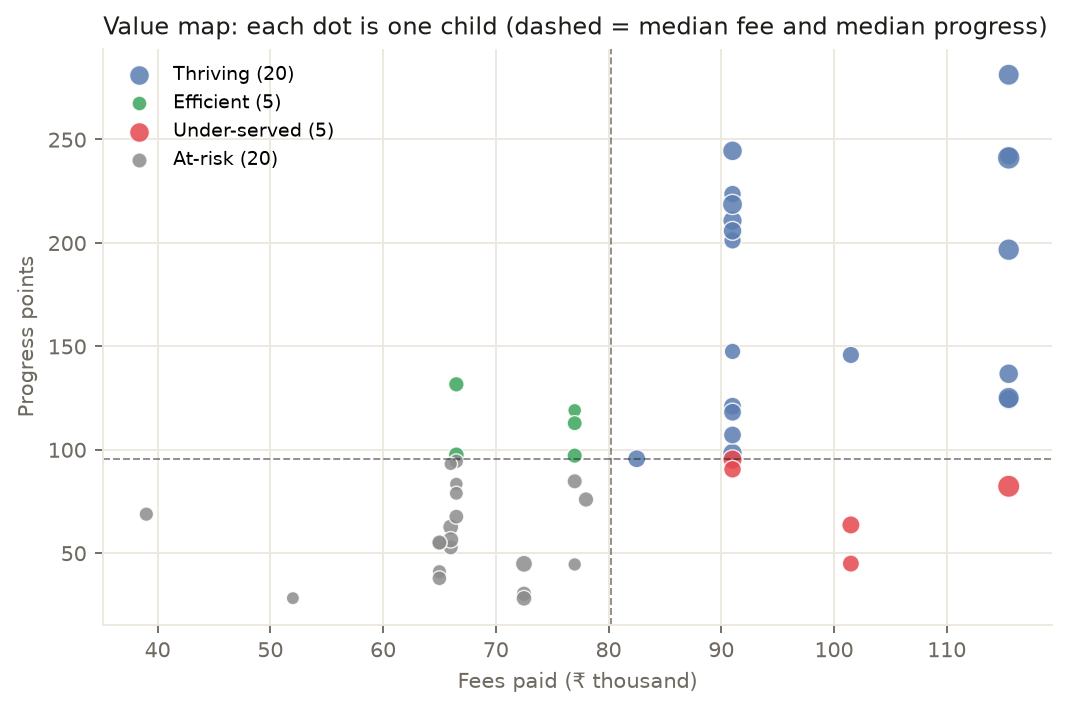 Value map: each dot is one child (dashed = median fee and median progress)
Thriving (20)
Efficient (5)
Under-served (5)
At-risk (20)
250
200
150
100
50
Progress points
40 50 60 70 80 90 100 110
Fees paid (₹ thousand)